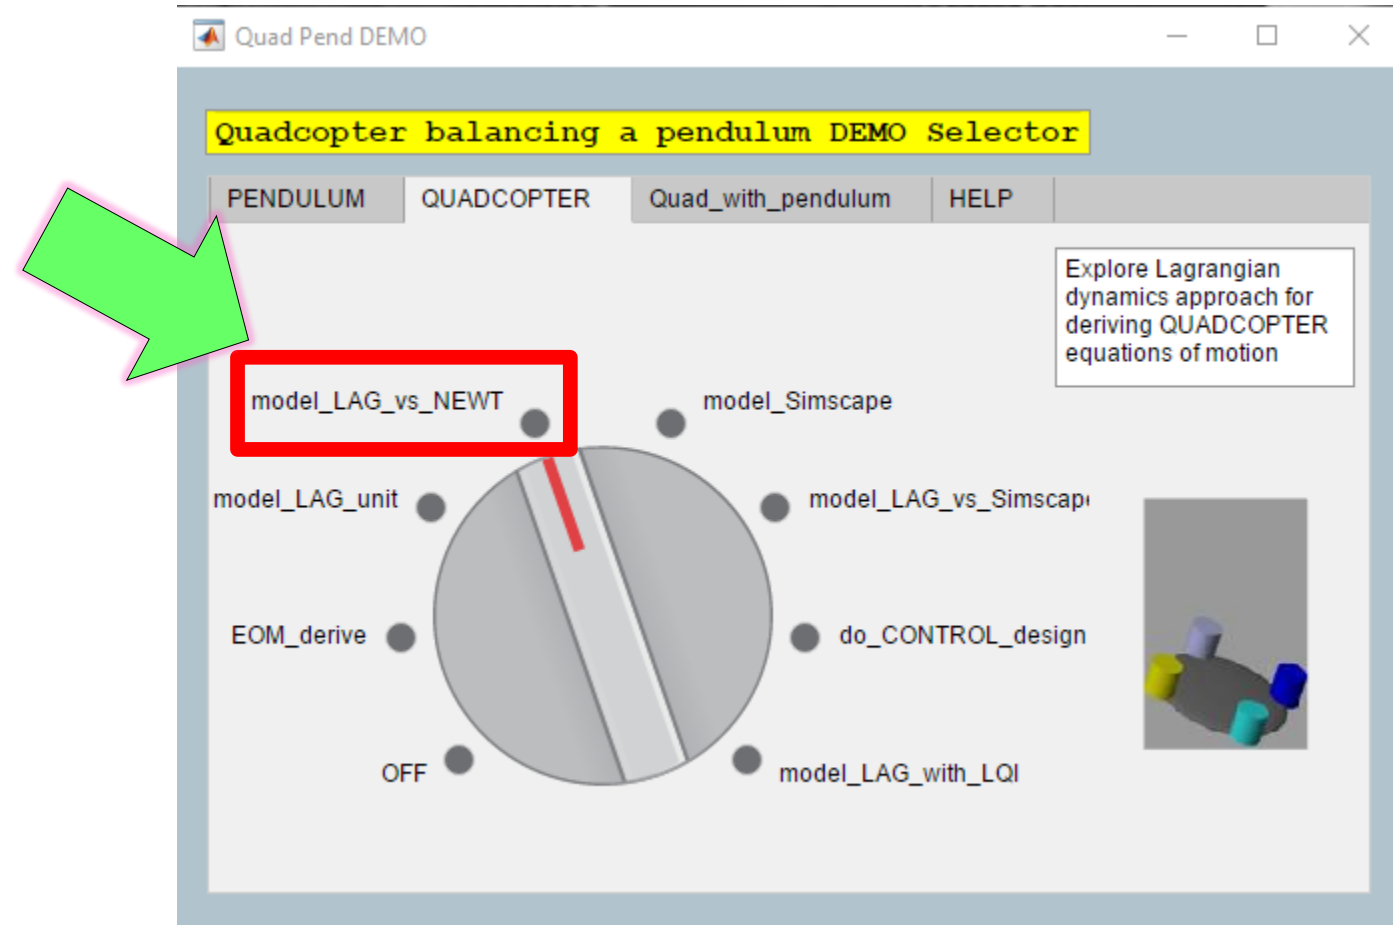 Quad Pend DEMO
Quadcopter balancing a pendulum DEMO Selector
PENDULUM
QUADCOPTER
Quad_with_pendulum
HELP
Explore Lagrangian
dynamics approach for
deriving QUADCOPTER
equations of motion
model_LAG_vs_NEWT
model_Simscape
model_LAG_unit
model_LAG_vs_Simscape
EOM_derive
do_CONTROL_design
OFF
model_LAG_with_LQI